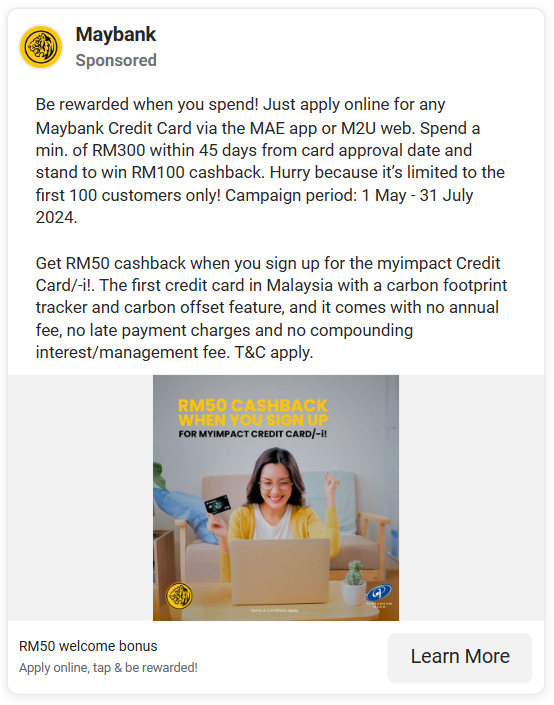 Maybank
Sponsored
Be rewarded when you spend! Just apply online for any
Maybank Credit Card via the MAE app or M2U web. Spend a
min. of RM300 within 45 days from card approval date and
stand to win RM100 cashback. Hurry because it’s limited to the
first 100 customers only! Campaign period: 1 May - 31 July
2024.
Get RM50 cashback when you sign up for the myimpact Credit
Card/-i!. The first credit card in Malaysia with a carbon footprint
tracker and carbon offset feature, and it comes with no annual
fee, no late payment charges and no compounding
interest/management fee. T&C apply.
RM50 CASHBACK
WHEN YOU SIGN UP
FOR MYIMPACT CREDIT CARD/-i!
Terms & Conditions apply.
RM50 welcome bonus
Apply online, tap & be rewarded!
Learn More